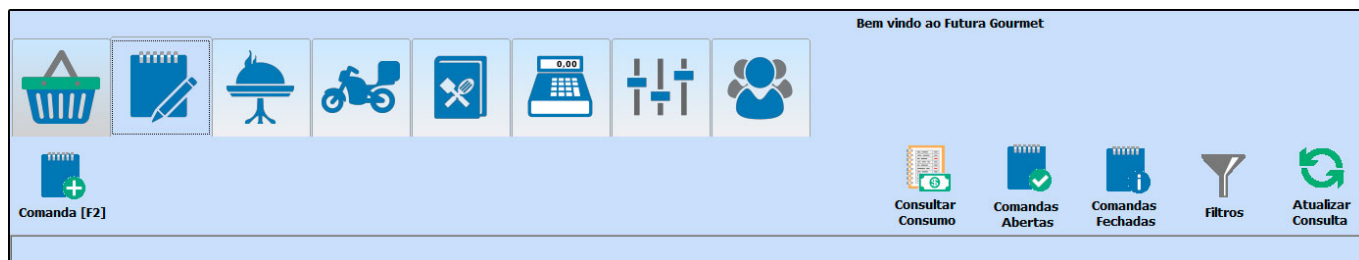 Bem vindo ao Futura Gourmet
0,00
Comanda [F2]
Consultar
Consumo
Comandas
Abertas
Comandas
Fechadas
Filtros
Atualizar
Consulta